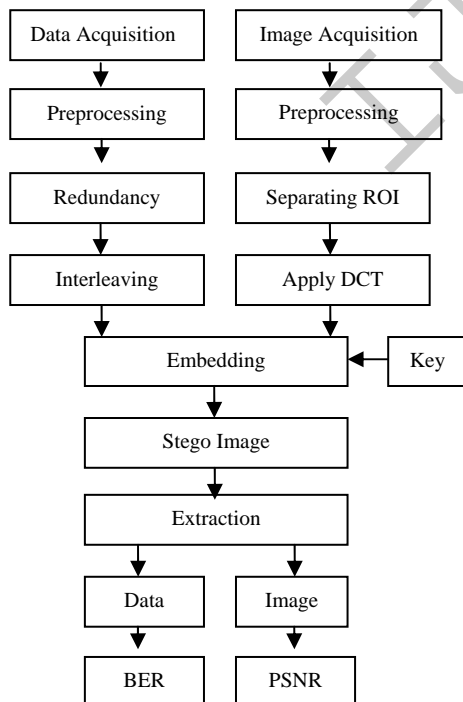 Data Acquisition
Image Acquisition
Preprocessing
Preprocessing
Redundancy
Separating ROI
Interleaving
Apply DCT
Embedding
Key
Stego Image
Extraction
Data
Image
BER
PSNR